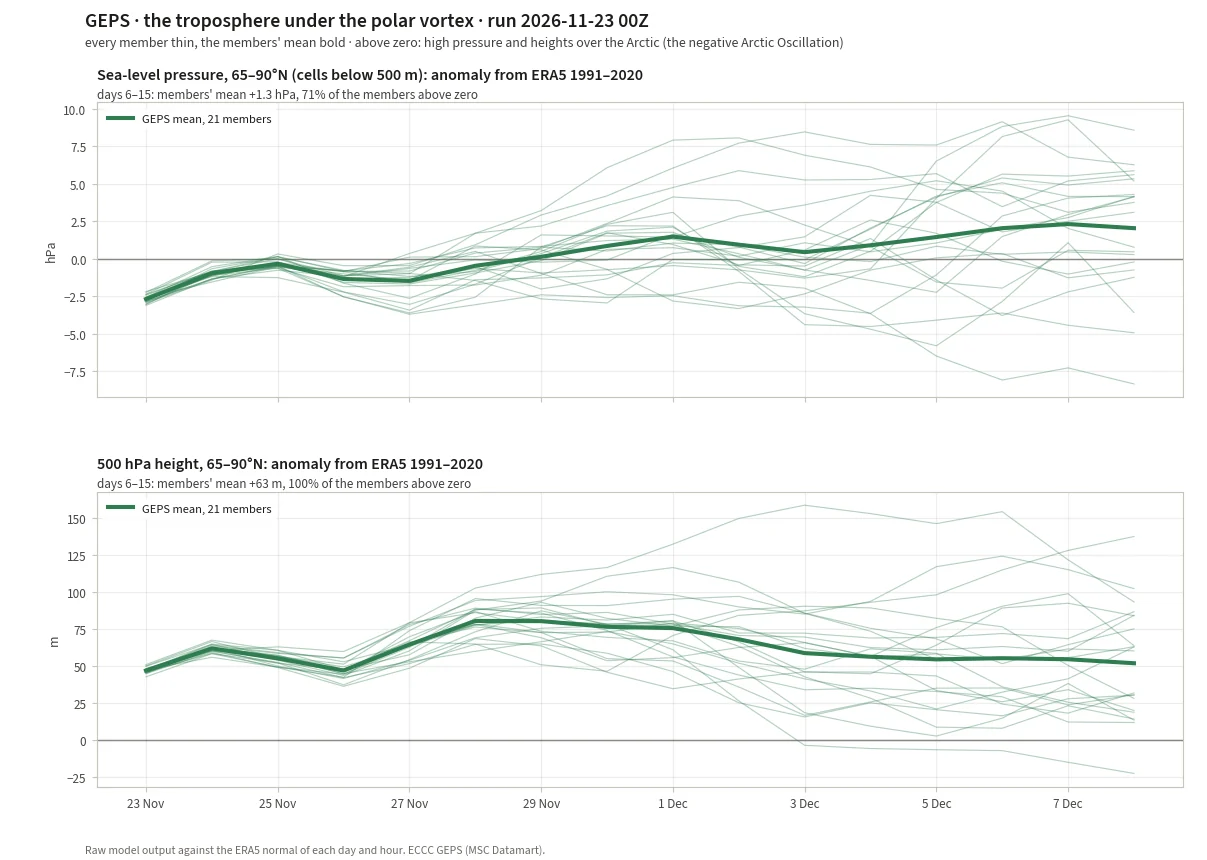 GEPS · the troposphere under the polar vortex · run 2026-11-23 00Z
every member thin, the members' mean bold · above zero: high pressure and heights over the Arctic (the negative Arctic Oscillation)
Sea-level pressure, 65–90°N (cells below 500 m): anomaly from ERA5 1991–2020
days 6–15: members' mean +1.3 hPa, 71% of the members above zero
GEPS mean, 21 members
10.0
7.5
5.0
2.5
0.0
−2.5
−5.0
−7.5
hPa
500 hPa height, 65–90°N: anomaly from ERA5 1991–2020
days 6–15: members' mean +63 m, 100% of the members above zero
GEPS mean, 21 members
150
125
100
75
50
25
0
−25
m
23 Nov 25 Nov 27 Nov 29 Nov 1 Dec 3 Dec 5 Dec 7 Dec
Raw model output against the ERA5 normal of each day and hour. ECCC GEPS (MSC Datamart).